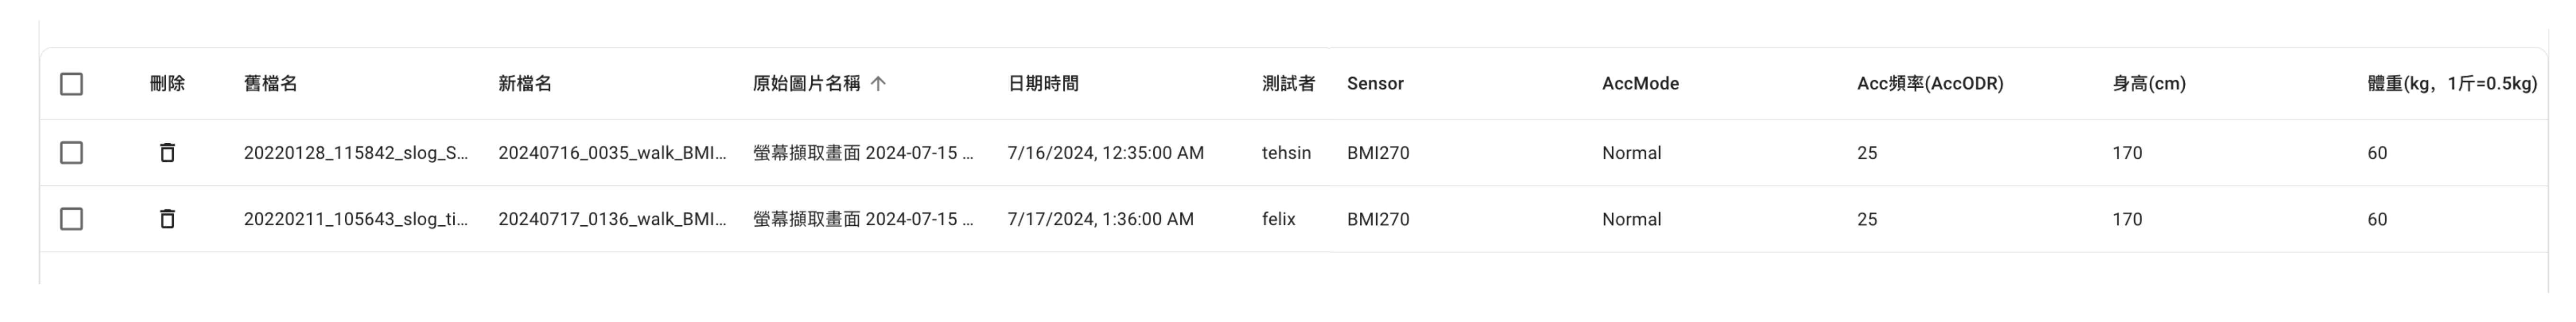 刪除 舊檔名 新檔名 原始圖片名稱 日期時間 測試者 Sensor AccMode Acc頻率(AccODR) 身高(cm) 體重(kg，1斤=0.5kg)
20220128_115842_slog_S... 20240716_0035_walk_BMI... 螢幕擷取畫面 2024-07-15 ... 7/16/2024, 12:35:00 AM tehsin BMI270 Normal 25 170 60
20220211_105643_slog_ti... 20240717_0136_walk_BMI... 螢幕擷取畫面 2024-07-15 ... 7/17/2024, 1:36:00 AM felix BMI270 Normal 25 170 60